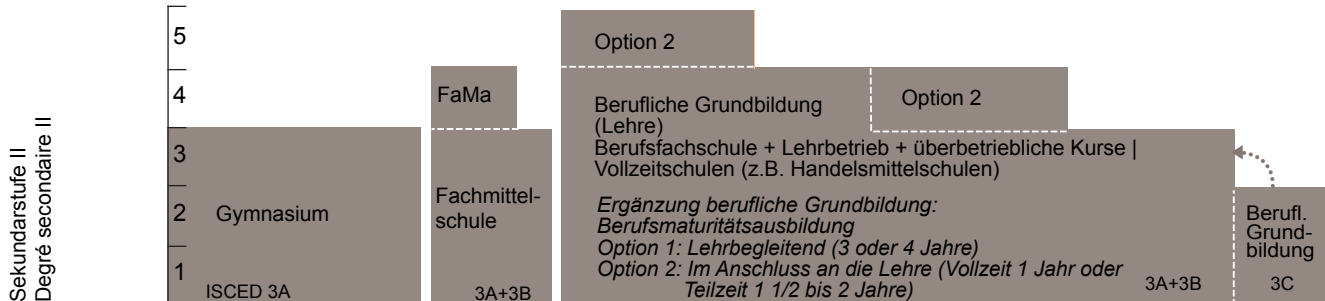 Sekundarstufe II
Degré secondaire II
5
4
3
2
1
Gymnasium
ISCED 3A
FaMa
Fachmittel-
schule
3A+3B
Option 2
Option 2
Berufliche Grundbildung
(Lehre)
Berufsfachschule + Lehrbetrieb + überbetriebliche Kurse |
Vollzeitschulen (z.B. Handelsmittelschulen)
Ergänzung berufliche Grundbildung:
Berufsmaturitätsausbildung
Option 1: Lehrbegleitend (3 oder 4 Jahre)
Option 2: Im Anschluss an die Lehre (Vollzeit 1 Jahr oder
Teilzeit 1 1/2 bis 2 Jahre)
3A+3B
Berufl.
Grund-
bildung
3C